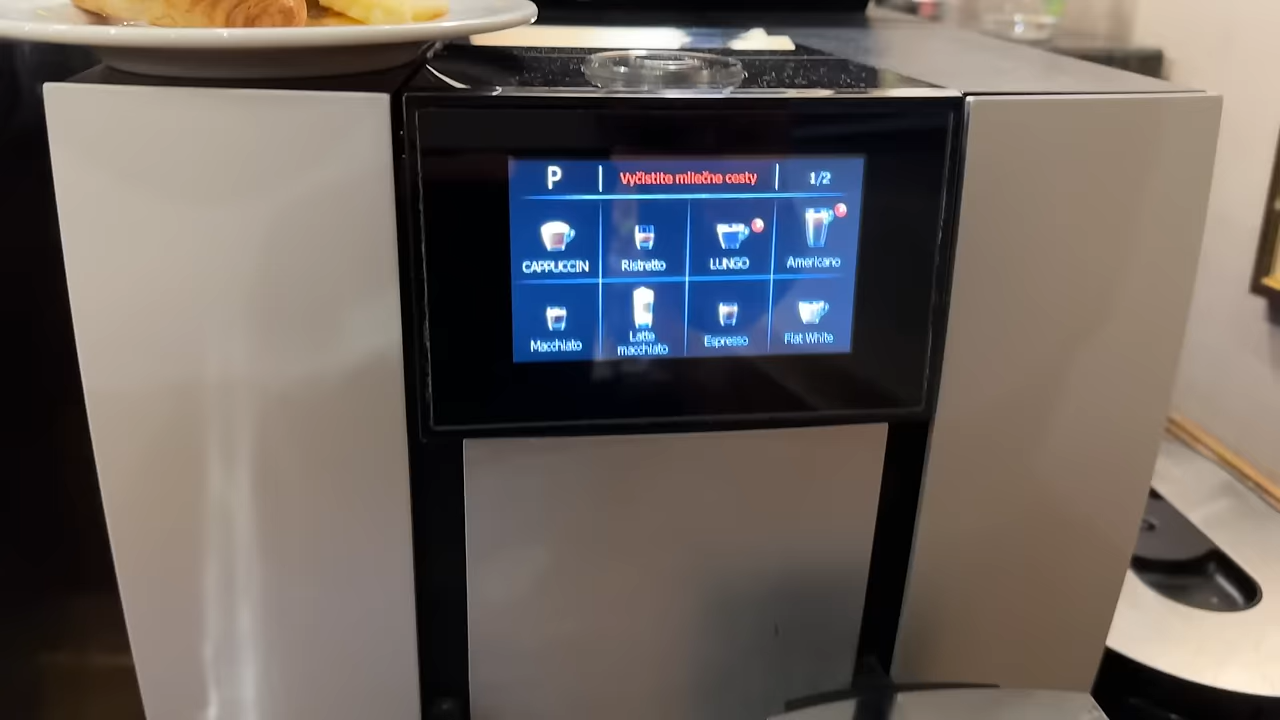 P
Vyčistite mliečne cesty
1/2
CAPPUCCIN
Ristretto
LUNGO
Americano
Macchiato
Latte
macchiato
Espresso
Flat White